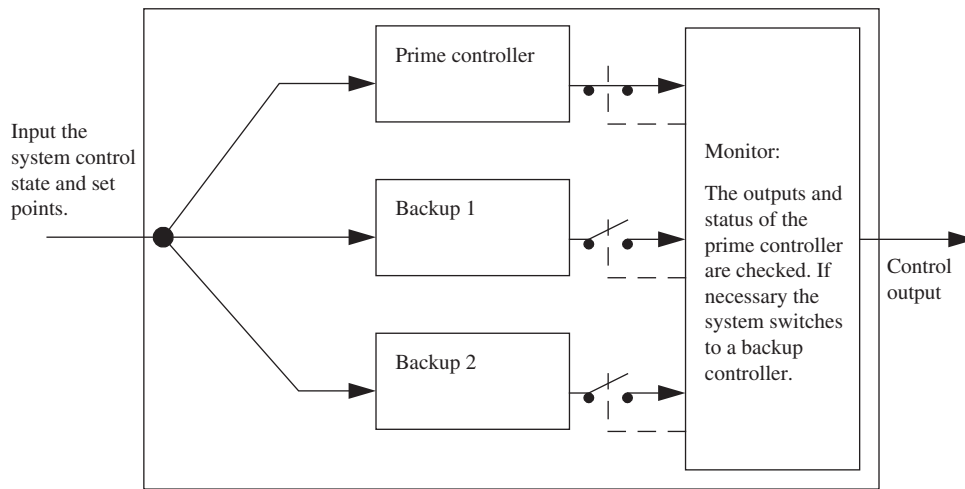 Prime controller
Input the
system control
state and set
points.
Backup 1
Backup 2
Monitor:
The outputs and
status of the
prime controller
are checked. If
necessary the
system switches
to a backup
controller.
Control
output